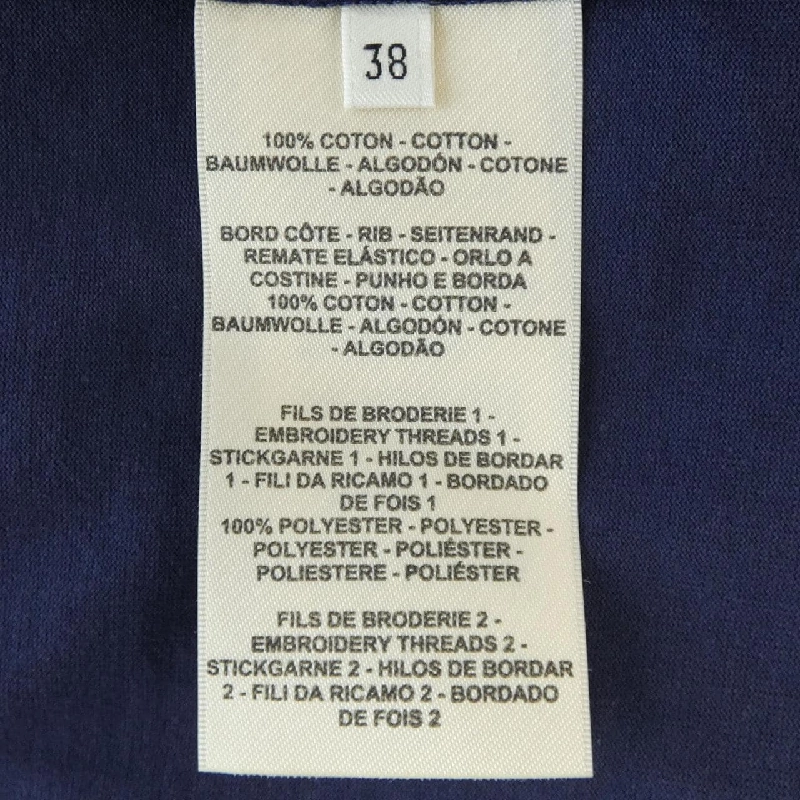 38
100% COTON - COTTON -
BAUMWOLLE - ALGODÓN - COTONE
- ALGODÃO
BORD CÔTE - RIB - SEITENRAND -
REMATE ELÁSTICO - ORLO A
COSTINE - PUNHO E BORDA
100% COTON - COTTON -
BAUMWOLLE - ALGODÓN - COTONE
- ALGODÃO
FILS DE BRODERIE 1 -
EMBROIDERY THREADS 1 -
STICKGARNE 1 - HILOS DE BORDAR
1 - FILI DA RICAMO 1 - BORDADO
DE FOIS 1
100% POLYESTER - POLYESTER -
POLYESTER - POLIÉSTER -
POLIESTERE - POLIÉSTER
FILS DE BRODERIE 2 -
EMBROIDERY THREADS 2 -
STICKGARNE 2 - HILOS DE BORDAR
2 - FILI DA RICAMO 2 - BORDADO
DE FOIS 2